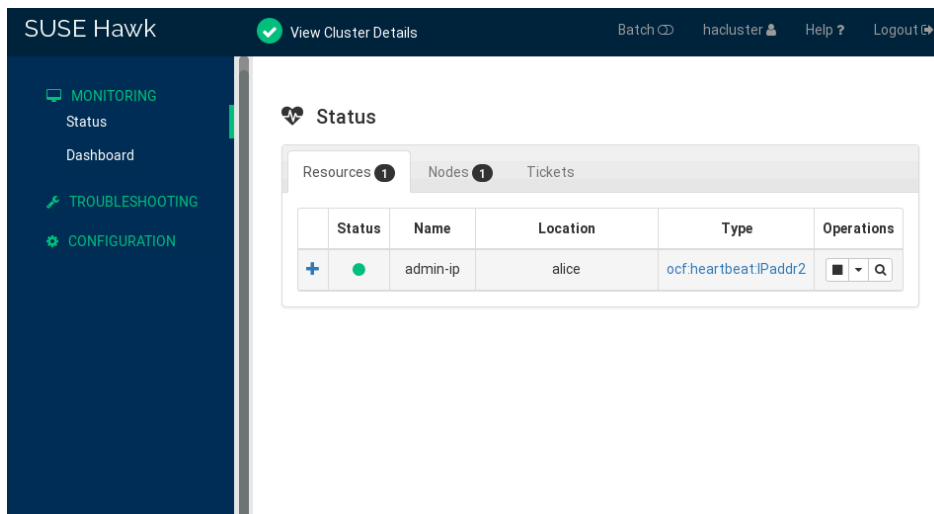 SUSE Hawk
View Cluster Details
Batch
hacluster
Help ?
Logout
MONITORING
Status
Dashboard
TROUBLESHOOTING
CONFIGURATION
Status
Resources 1
Nodes 1
Tickets
Status Name Location Type Operations
admin-ip alice ocf:heartbeat:IPaddr2